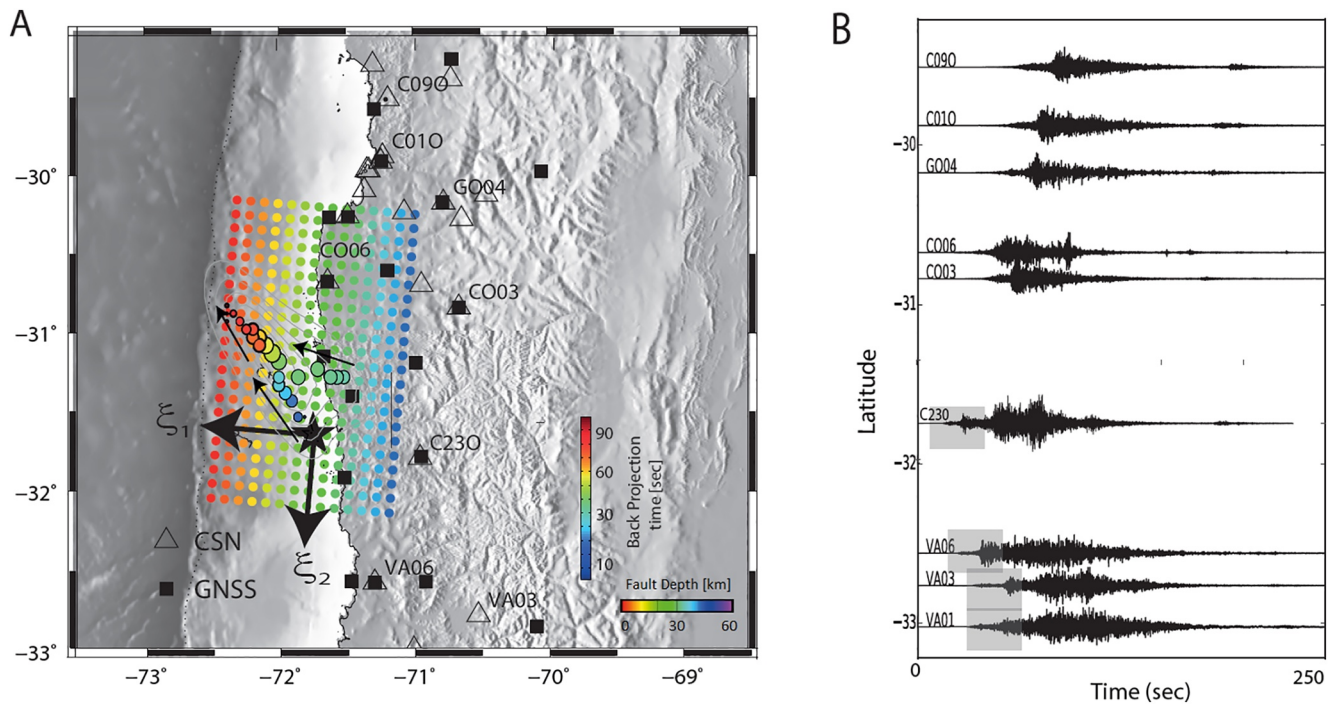 A
C09O
C01O
GO04
CO06
CO03
ξ1
C23O
ξ2
CSN
GNSS
VA06
VA03
90
60
30
10
Back Projection
time [sec]
Fault Depth [km]
0
30
60
−30°
−31°
−32°
−33°
−73°
−72°
−71°
−70°
−69°
B
C09O
C01O
GO04
CO06
CO03
C23O
VA06
VA03
VA01
−30
−31
−32
−33
Latitude
0
250
Time (sec)